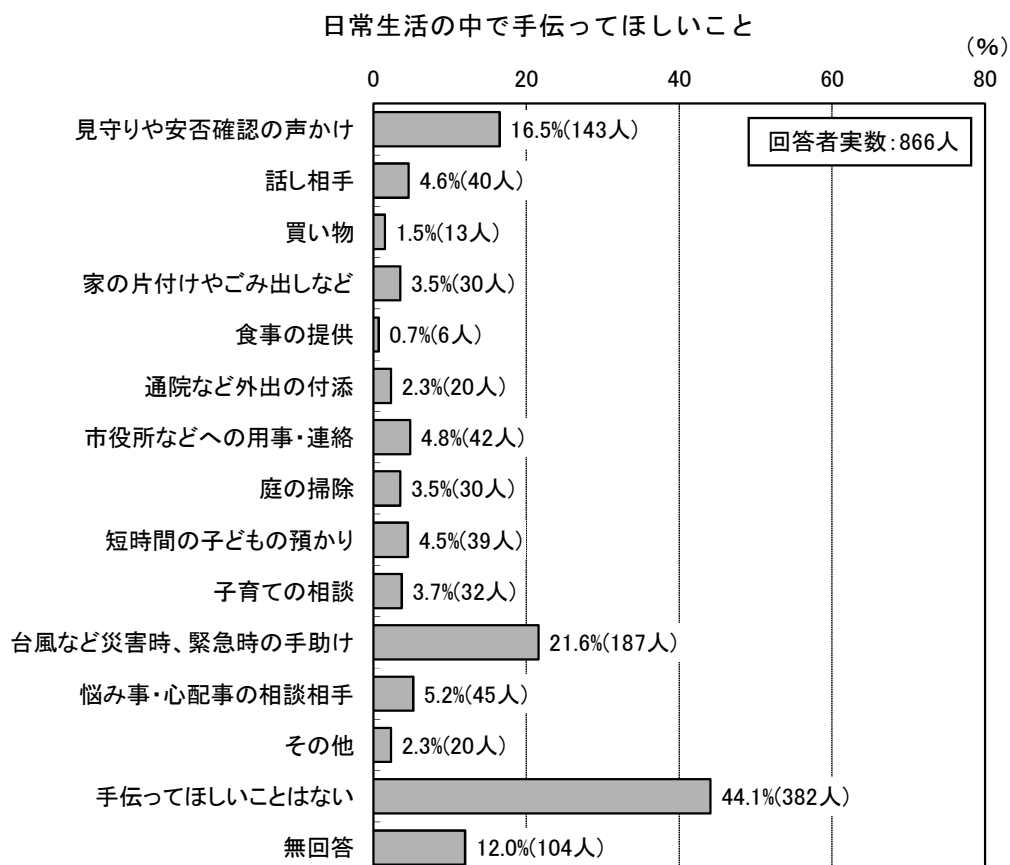 日常生活の中で手伝ってほしいこと
(%)
0 20 40 60 80
回答者実数:866人
見守りや安否確認の声かけ 16.5%(143人)
話し相手 4.6%(40人)
買い物 1.5%(13人)
家の片付けやごみ出しなど 3.5%(30人)
食事の提供 0.7%(6人)
通院など外出の付添 2.3%(20人)
市役所などへの用事・連絡 4.8%(42人)
庭の掃除 3.5%(30人)
短時間の子どもの預かり 4.5%(39人)
子育ての相談 3.7%(32人)
台風など災害時、緊急時の手助け 21.6%(187人)
悩み事・心配事の相談相手 5.2%(45人)
その他 2.3%(20人)
手伝ってほしいことはない 44.1%(382人)
無回答 12.0%(104人)